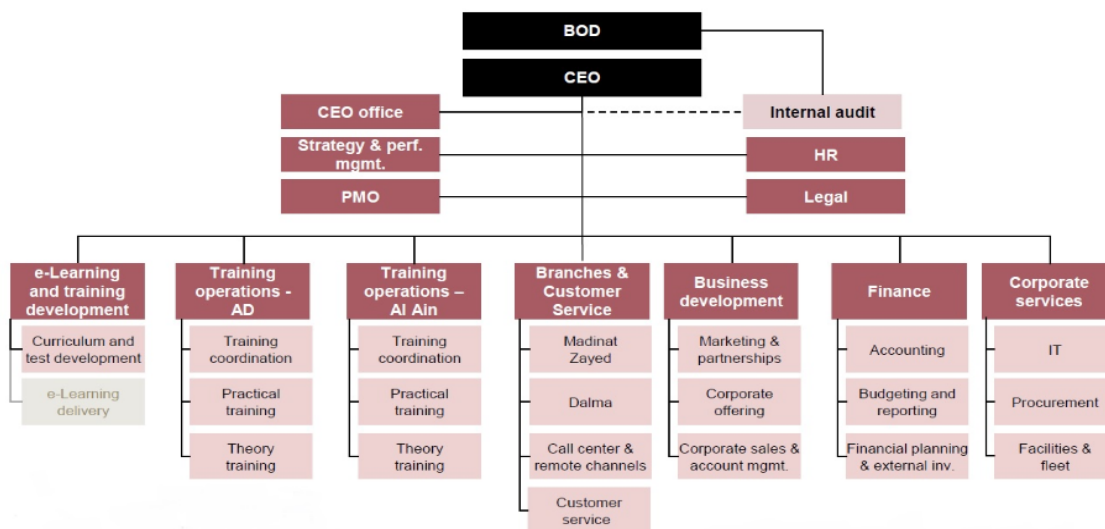 BOD
CEO
CEO office
Internal audit
Strategy & perf.
mgmt.
HR
PMO
Legal
e-Learning
and training
development
Training
operations -
AD
Training
operations –
Al Ain
Branches &
Customer
Service
Business
development
Finance
Corporate
services
Curriculum and
test development
Training
coordination
Training
coordination
Madinat
Zayed
Marketing &
partnerships
Accounting
IT
e-Learning
delivery
Practical
training
Practical
training
Dalma
Corporate
offering
Budgeting and
reporting
Procurement
Theory
training
Theory
training
Call center &
remote channels
Corporate sales &
account mgmt.
Financial planning
& external inv.
Facilities &
fleet
Customer
service